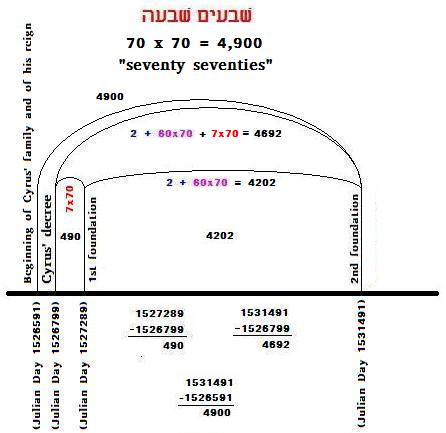 שׁבעים שׁבעה
70 x 70 = 4,900
"seventy seventies"
4900
2 + 60x70 + 7x70 = 4692
2 + 60x70 = 4202
7x70
490
4202
Beginning of Cyrus' family and of his reign
Cyrus' decree
1st foundation
2nd foundation
(Julian Day 1526591)
(Julian Day 1526799)
(Julian Day 1527289)
(Julian Day 1531491)
1527289
-1526799
490
1531491
-1526799
4692
1531491
-1526591
4900